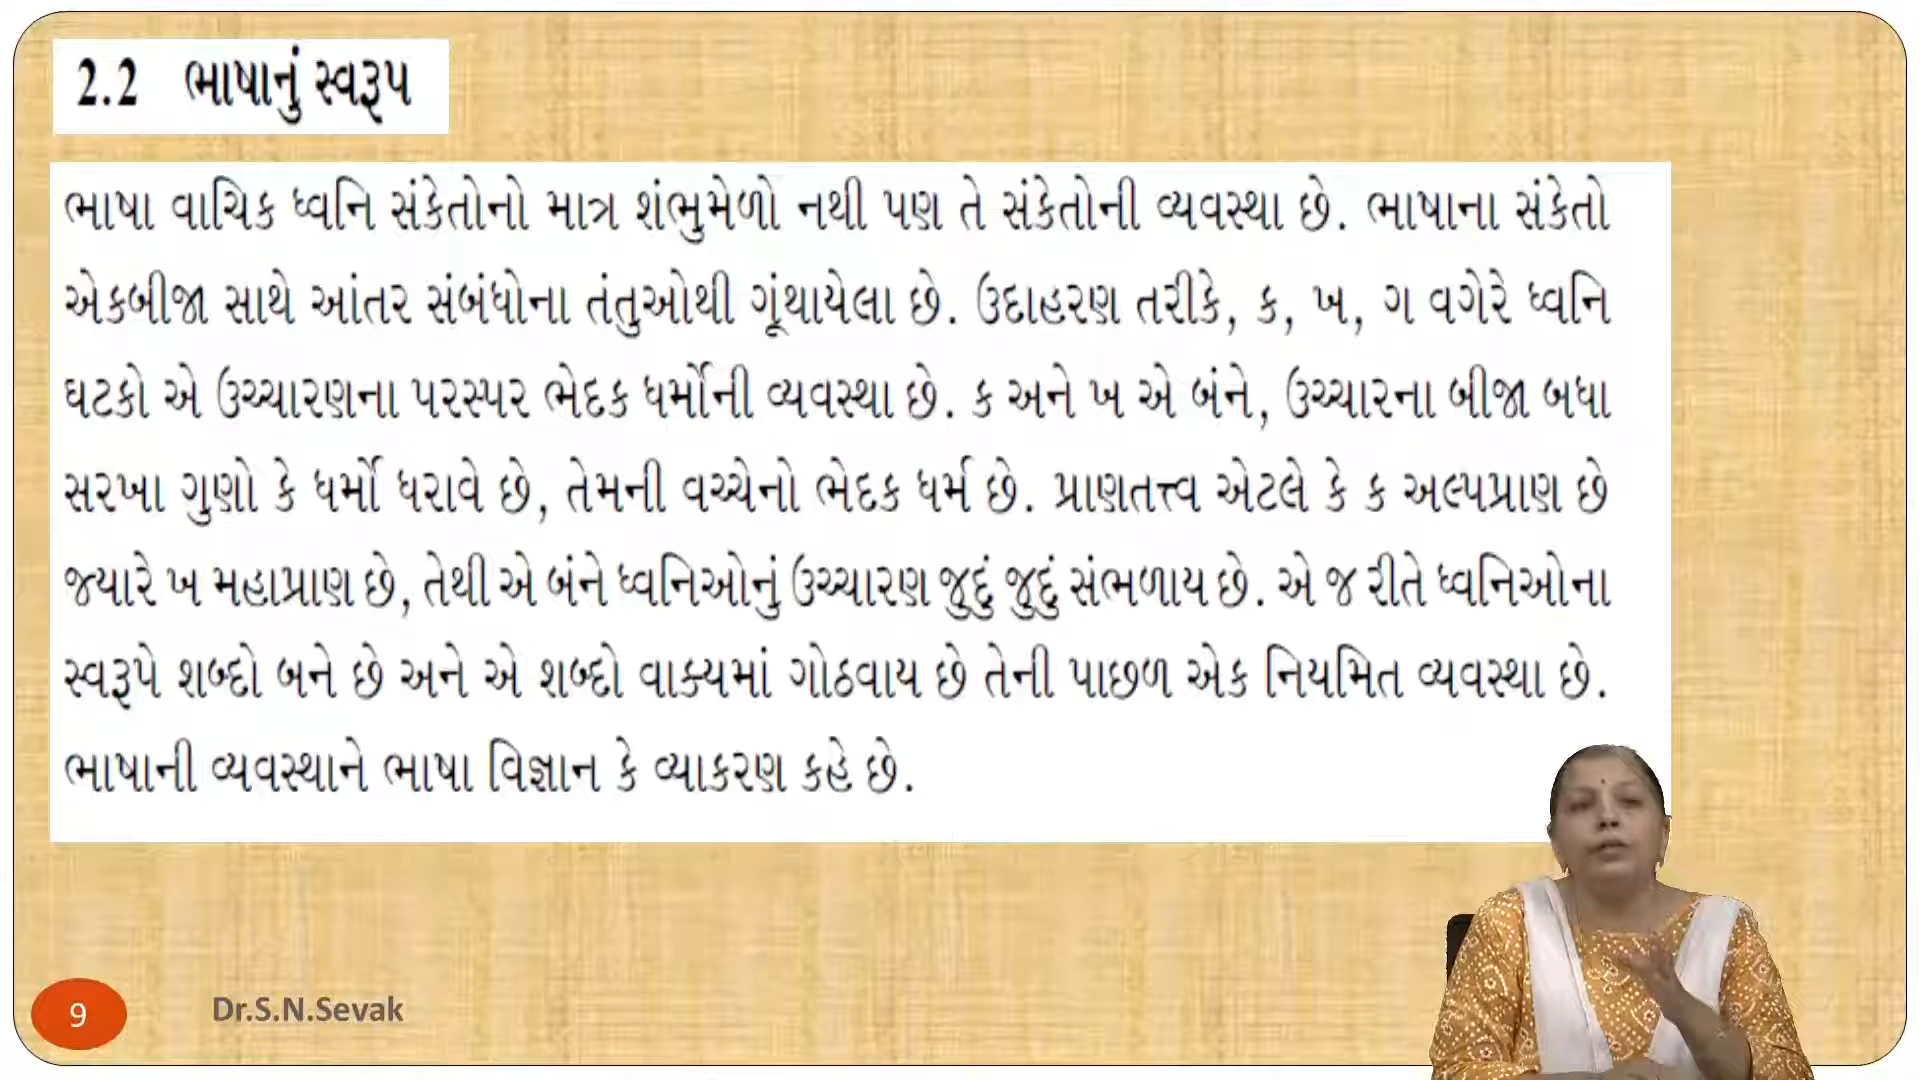 2.2 ભાષાનું સ્વરૂપ
ભાષા વાચિક ધ્વનિ સંકેતોનો માત્ર શંભુમેળો નથી પણ તે સંકેતોની વ્યવસ્થા છે. ભાષાના સંકેતો
એકબીજા સાથે આંતર સંબંધોના તંતુઓથી ગૂંથાયેલા છે. ઉદાહરણ તરીકે, ક, ખ, ગ વગેરે ધ્વનિ
ઘટકો એ ઉચ્ચારણના પરસ્પર ભેદક ધર્મોની વ્યવસ્થા છે. ક અને ખ એ બંને, ઉચ્ચારના બીજા બધા
સરખા ગુણો કે ધર્મો ધરાવે છે, તેમની વચ્ચેનો ભેદક ધર્મ છે. પ્રાણતત્ત્વ એટલે કે ક અલ્પપ્રાણ છે
જ્યારે ખ મહાપ્રાણ છે, તેથી એ બંને ધ્વનિઓનું ઉચ્ચારણ જુદું જુદું સંભળાય છે. એ જ રીતે ધ્વનિઓના
સ્વરૂપે શબ્દો બને છે અને એ શબ્દો વાક્યમાં ગોઠવાય છે તેની પાછળ એક નિયમિત વ્યવસ્થા છે.
ભાષાની વ્યવસ્થાને ભાષા વિજ્ઞાન કે વ્યાકરણ કહે છે.
9 Dr.S.N.Sevak